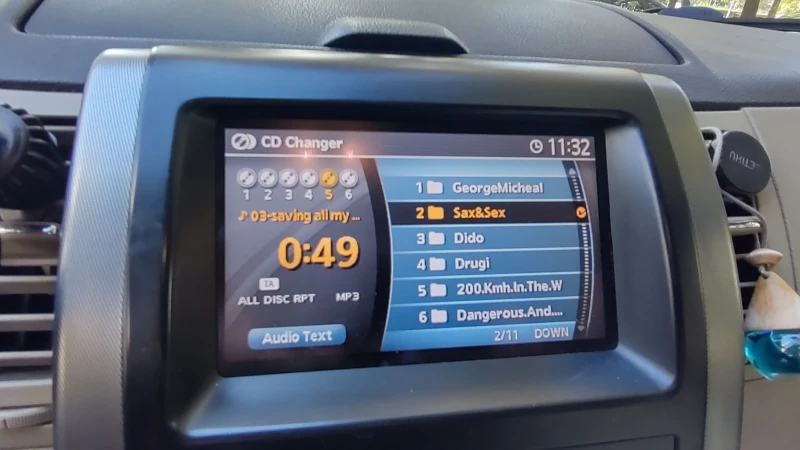 CD Changer
11:32
1 2 3 4 5 6
♪ 03-saving all my ...
0:49
TA
ALL DISC RPT MP3
Audio Text
1 GeorgeMicheal
2 Sax&Sex
3 Dido
4 Drugi
5 200.Kmh.In.The.W
6 Dangerous.And....
2/11 DOWN